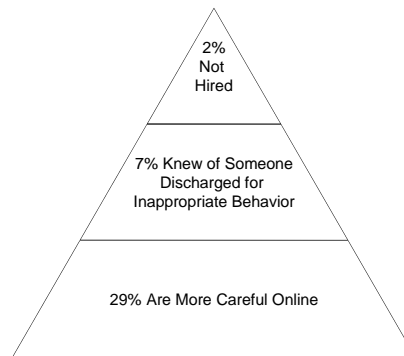 2%
Not
Hired
7% Knew of Someone
Discharged for
Inappropriate Behavior
29% Are More Careful Online